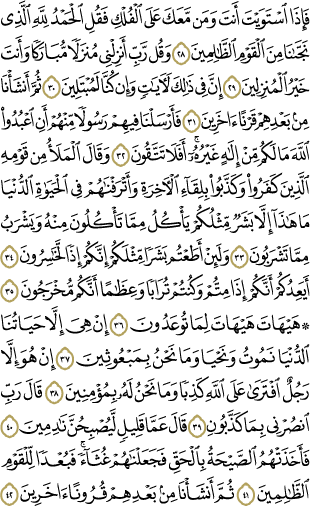 فَإِذَا ٱسۡتَوَيۡتَ أَنتَ وَمَن مَّعَكَ عَلَى ٱلۡفُلۡكِ فَقُلِ ٱلۡحَمۡدُ لِلَّهِ ٱلَّذِي
نَجَّىٰنَا مِنَ ٱلۡقَوۡمِ ٱلظَّٰلِمِينَ ٢٨ وَقُل رَّبِّ أَنزِلۡنِي مُنزَلٗا مُّبَارَكٗا وَأَنتَ
خَيۡرُ ٱلۡمُنزِلِينَ ٢٩ إِنَّ فِي ذَٰلِكَ لَأٓيَٰتٖ وَإِن كُنَّا لَمُبۡتَلِينَ ٣٠ ثُمَّ أَنشَأۡنَا
مِنۢ بَعۡدِهِمۡ قَرۡنًا ءَاخَرِينَ ٣١ فَأَرۡسَلۡنَا فِيهِمۡ رَسُولٗا مِّنۡهُمۡ أَنِ ٱعۡبُدُواْ
ٱللَّهَ مَا لَكُم مِّنۡ إِلَٰهٍ غَيۡرُهُۥٓۚ أَفَلَا تَتَّقُونَ ٣٢ وَقَالَ ٱلۡمَلَأُ مِن قَوۡمِهِ
ٱلَّذِينَ كَفَرُواْ وَكَذَّبُواْ بِلِقَآءِ ٱلۡأٓخِرَةِ وَأَتۡرَفۡنَٰهُمۡ فِي ٱلۡحَيَوٰةِ ٱلدُّنۡيَا
مَا هَٰذَآ إِلَّا بَشَرٞ مِّثۡلُكُمۡ يَأۡكُلُ مِمَّا تَأۡكُلُونَ مِنۡهُ وَيَشۡرَبُ
مِمَّا تَشۡرَبُونَ ٣٣ وَلَئِنۡ أَطَعۡتُم بَشَرٗا مِّثۡلَكُمۡ إِنَّكُمۡ إِذٗا لَّخَٰسِرُونَ ٣٤
أَيَعِدُكُمۡ أَنَّكُمۡ إِذَا مِتُّمۡ وَكُنتُمۡ تُرَابٗا وَعِظَٰمًا أَنَّكُم مُّخۡرَجُونَ ٣٥
۞ هَيۡهَاتَ هَيۡهَاتَ لِمَا تُوعَدُونَ ٣٦ إِنۡ هِيَ إِلَّا حَيَاتُنَا
ٱلدُّنۡيَا نَمُوتُ وَنَحۡيَا وَمَا نَحۡنُ بِمَبۡعُوثِينَ ٣٧ إِنۡ هُوَ إِلَّا
رَجُلٌ ٱفۡتَرَىٰ عَلَى ٱللَّهِ كَذِبٗا وَمَا نَحۡنُ لَهُۥ بِمُؤۡمِنِينَ ٣٨ قَالَ رَبِّ
ٱنصُرۡنِي بِمَا كَذَّبُونِ ٣٩ قَالَ عَمَّا قَلِيلٖ لَّيُصۡبِحُنَّ نَٰدِمِينَ ٤٠
فَأَخَذَتۡهُمُ ٱلصَّيۡحَةُ بِٱلۡحَقِّ فَجَعَلۡنَٰهُمۡ غُثَآءٗۚ فَبُعۡدٗا لِّلۡقَوۡمِ
ٱلظَّٰلِمِينَ ٤١ ثُمَّ أَنشَأۡنَا مِنۢ بَعۡدِهِمۡ قُرُونًا ءَاخَرِينَ ٤٢